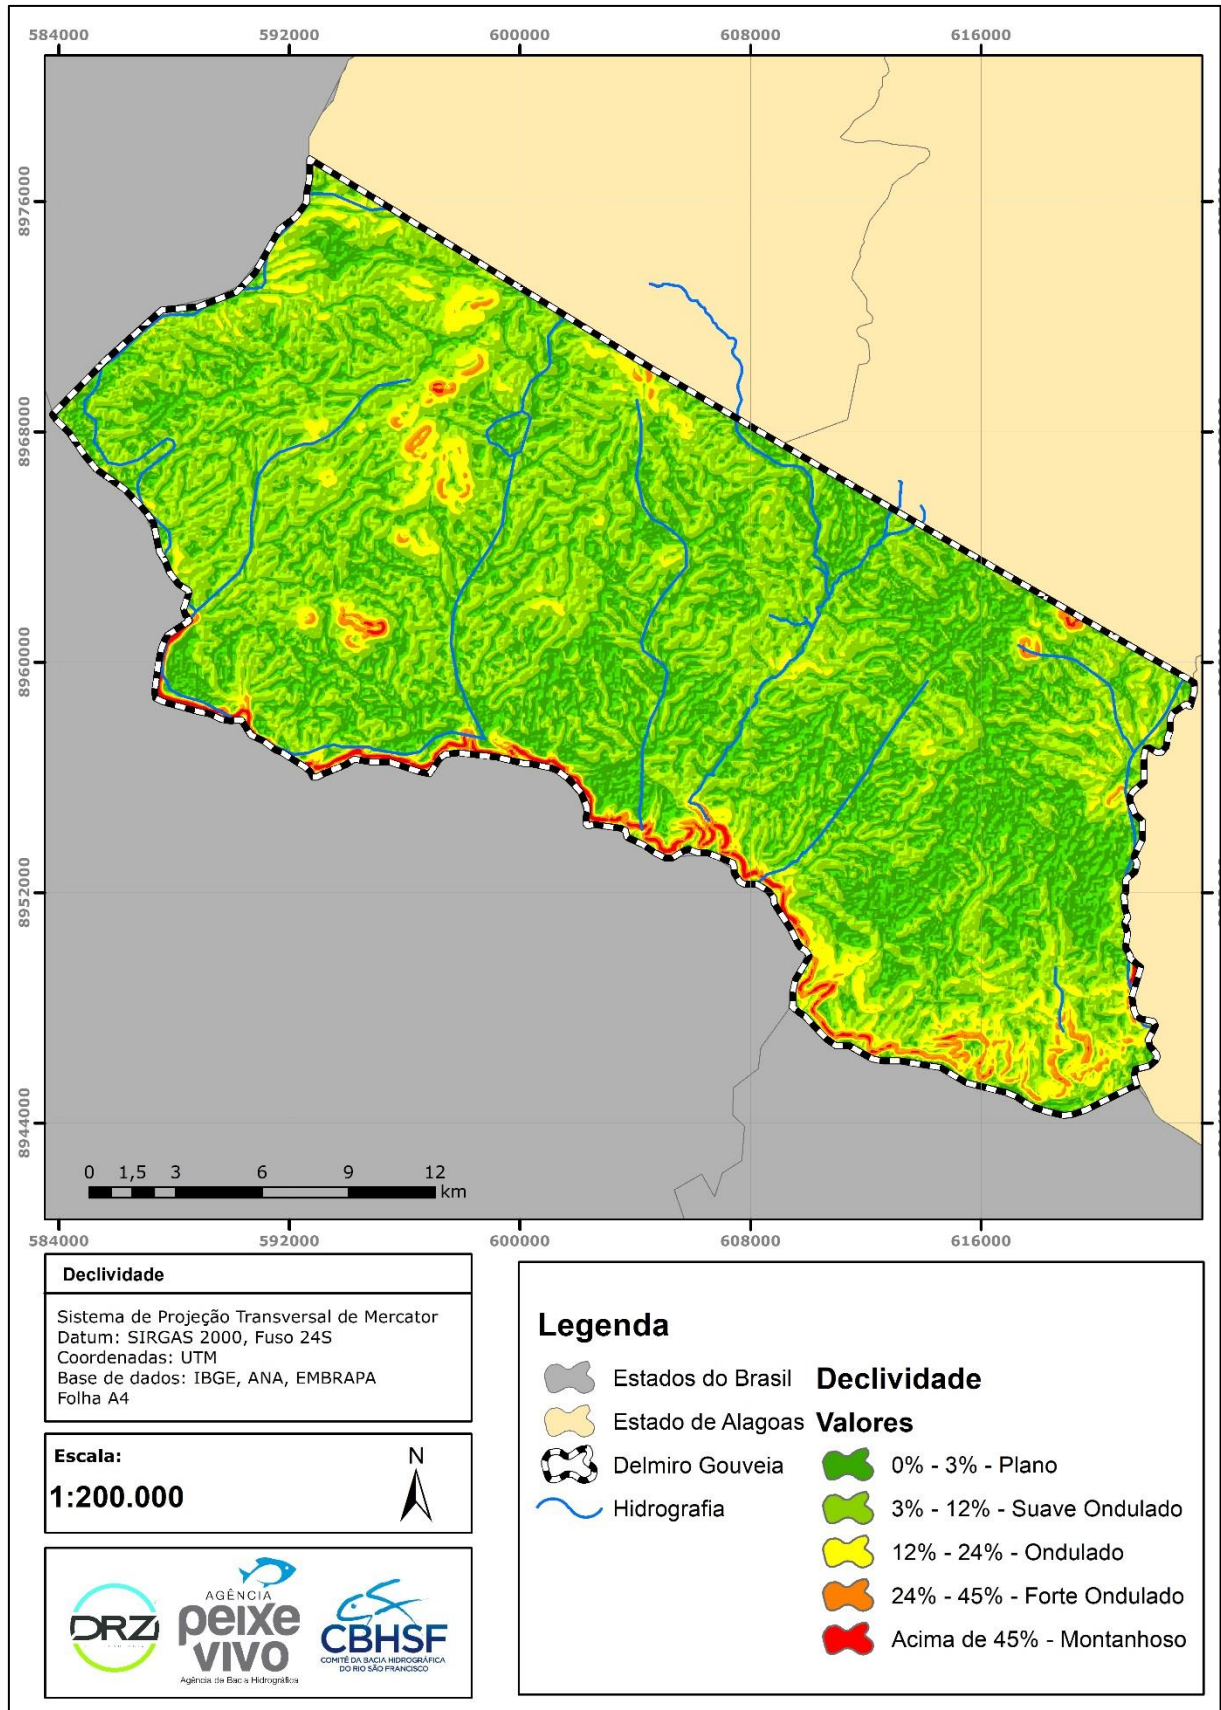 584000 592000 600000 608000 616000
8976000
8968000
8960000
8952000
8944000
0 1,5 3 6 9 12
km
584000 592000 600000 608000 616000
Declividade
Sistema de Projeção Transversal de Mercator
Datum: SIRGAS 2000, Fuso 24S
Coordenadas: UTM
Base de dados: IBGE, ANA, EMBRAPA
Folha A4
Escala:
1:200.000
N
DRZ
AGÊNCIA
peixe
vivo
Agência de Bacia Hidrográfica
CBHSF
COMITÊ DA BACIA HIDROGRÁFICA
DO RIO SÃO FRANCISCO
Legenda
Estados do Brasil
Estado de Alagoas
Delmiro Gouveia
Hidrografia
Declividade
Valores
0% - 3% - Plano
3% - 12% - Suave Ondulado
12% - 24% - Ondulado
24% - 45% - Forte Ondulado
Acima de 45% - Montanhoso